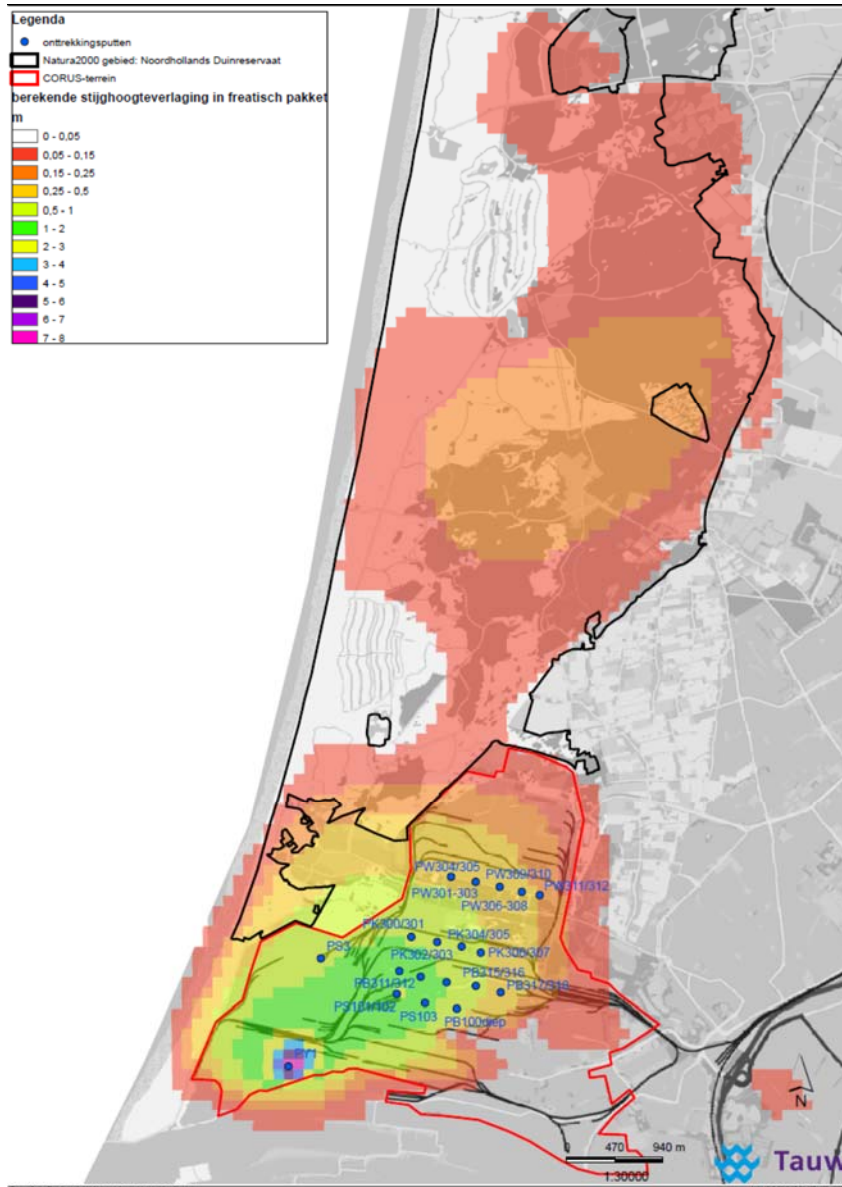 Legenda
onttrekkingsputten
Natura2000 gebied: Noordhollands Duinreservaat
CORUS-terrein
berekende stijghoogteverlaging in freatisch pakket
m
0 - 0,05
0,05 - 0,15
0,15 - 0,25
0,25 - 0,5
0,5 - 1
1 - 2
2 - 3
3 - 4
4 - 5
5 - 6
6 - 7
7 - 8
PW304/305
PW309/310
PW301-303
PW311/312
PW306-308
PK300/301
PK304/305
PS3
PK302/303
PK306/307
PB315/316
PB311/312
PB317/318
PS101/102
PS103
PB100diep
PY1
N
0 470 940 m
1:30000
Tauw